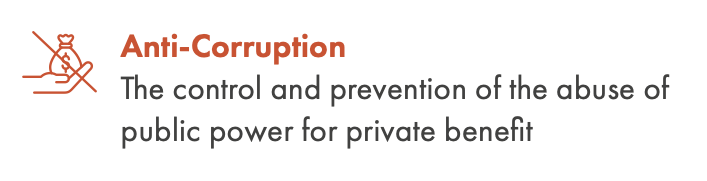 Anti-Corruption
The control and prevention of the abuse of
public power for private benefit